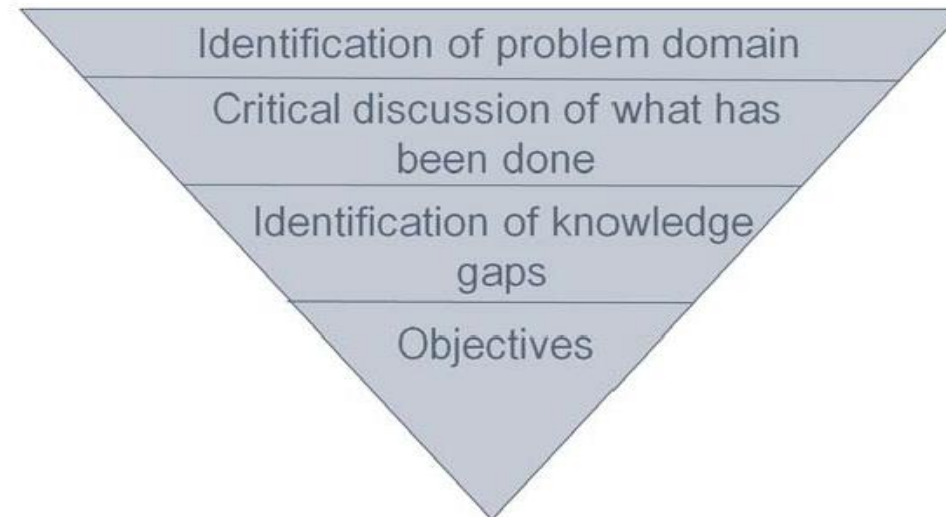 Identification of problem domain
Critical discussion of what has
been done
Identification of knowledge
gaps
Objectives